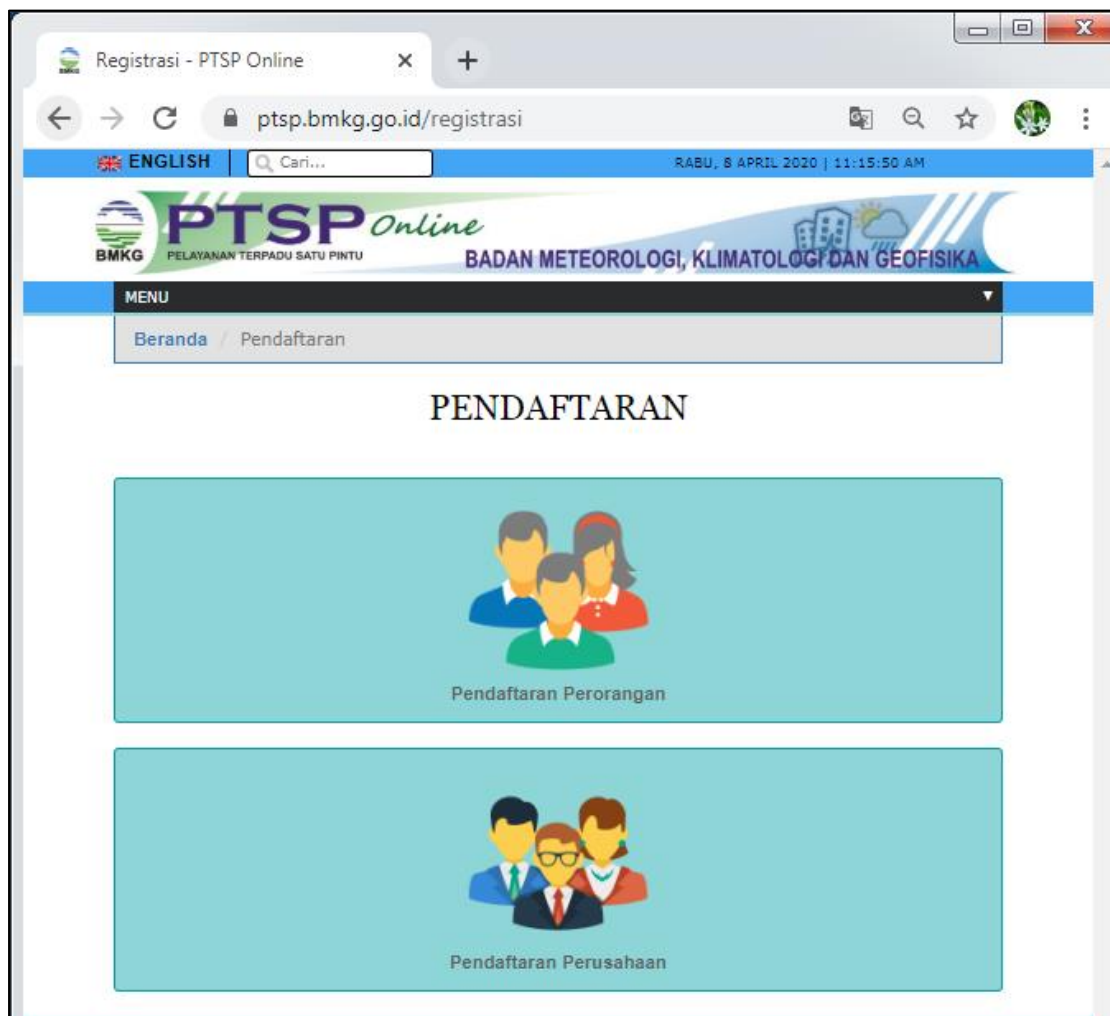 Registrasi - PTSP Online
ptsp.bmkg.go.id/registrasi
ENGLISH
Cari...
RABU, 8 APRIL 2020 | 11:15:50 AM
BMKG
PTSP Online
PELAYANAN TERPADU SATU PINTU
BADAN METEOROLOGI, KLIMATOLOGI DAN GEOFISIKA
MENU
Beranda / Pendaftaran
PENDAFTARAN
Pendaftaran Perorangan
Pendaftaran Perusahaan